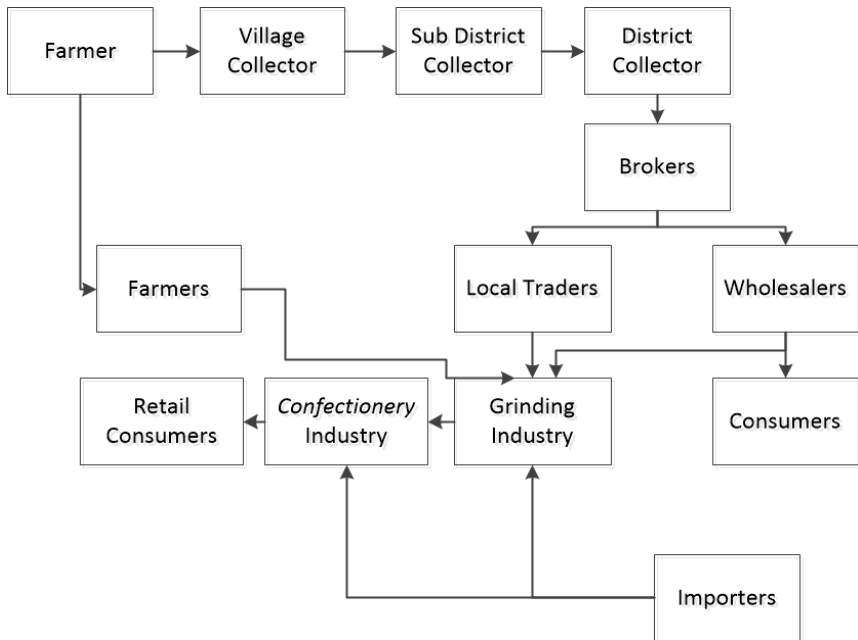 Farmer
Village
Collector
Sub District
Collector
District
Collector
Brokers
Farmers
Local Traders
Wholesalers
Retail
Consumers
Confectionery
Industry
Grinding
Industry
Consumers
Importers